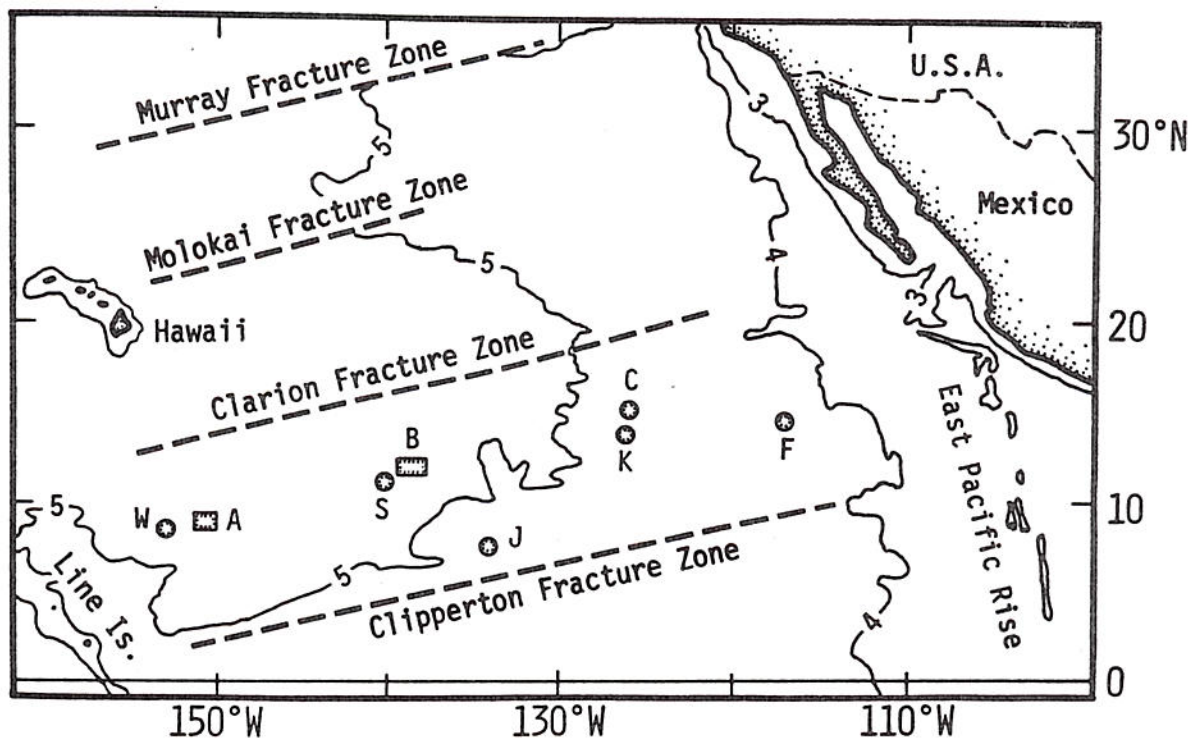 Murray Fracture Zone
U.S.A.
3
30°N
5
Mexico
Molokai Fracture Zone
5
4
3
Hawaii
20
Clarion Fracture Zone
C
K
F
East Pacific Rise
B
S
5
W
A
10
J
Line Is.
5
Clipperton Fracture Zone
4
0
150°W
130°W
110°W